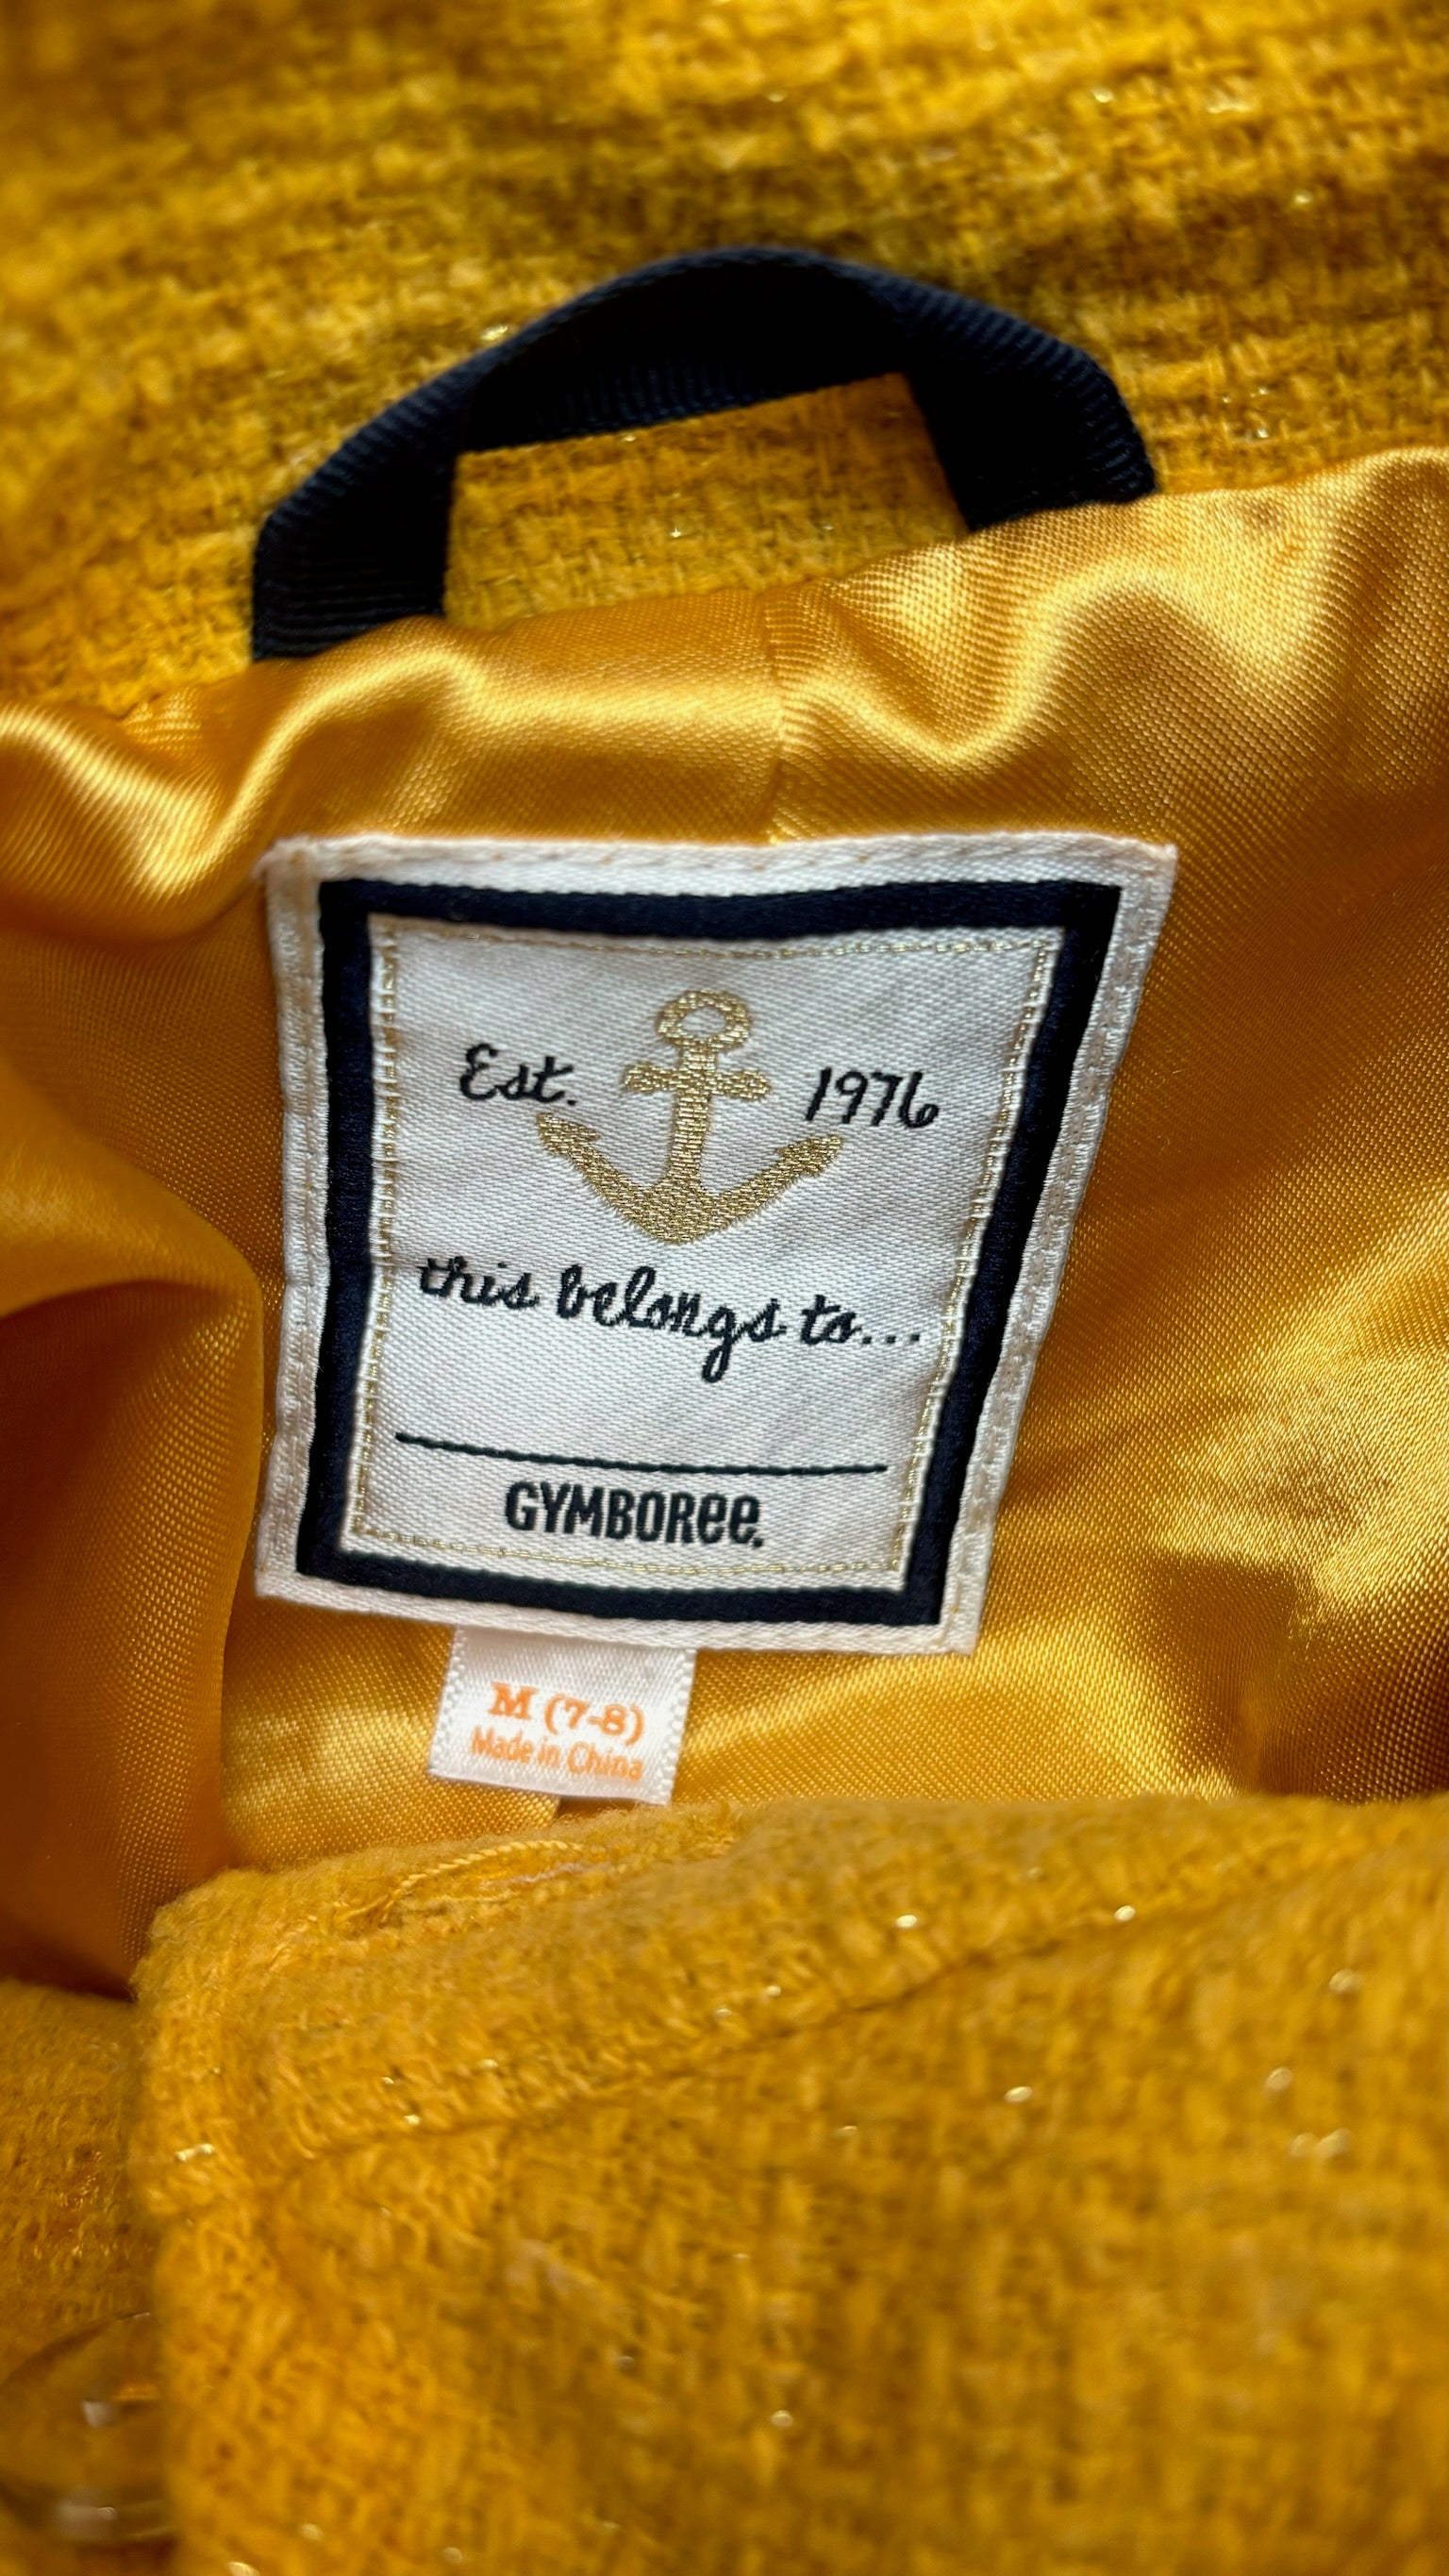 Est. 1976
this belongs to...
GYMBOREE.
M (7-8)
Made in China